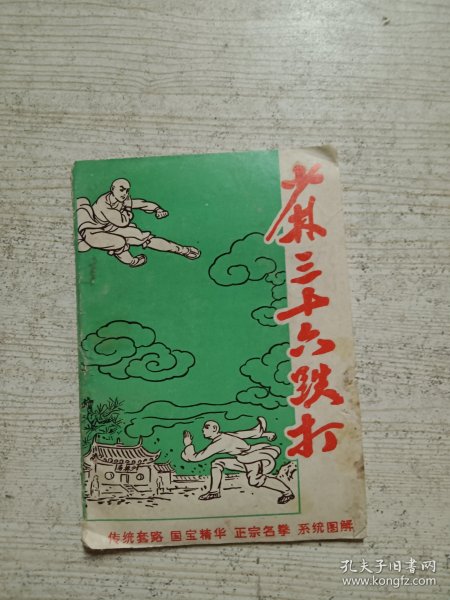 少林三十六跌打
传统套路 国宝精华 正宗名拳 系统图解
孔夫子旧书网
www.kongfz.com